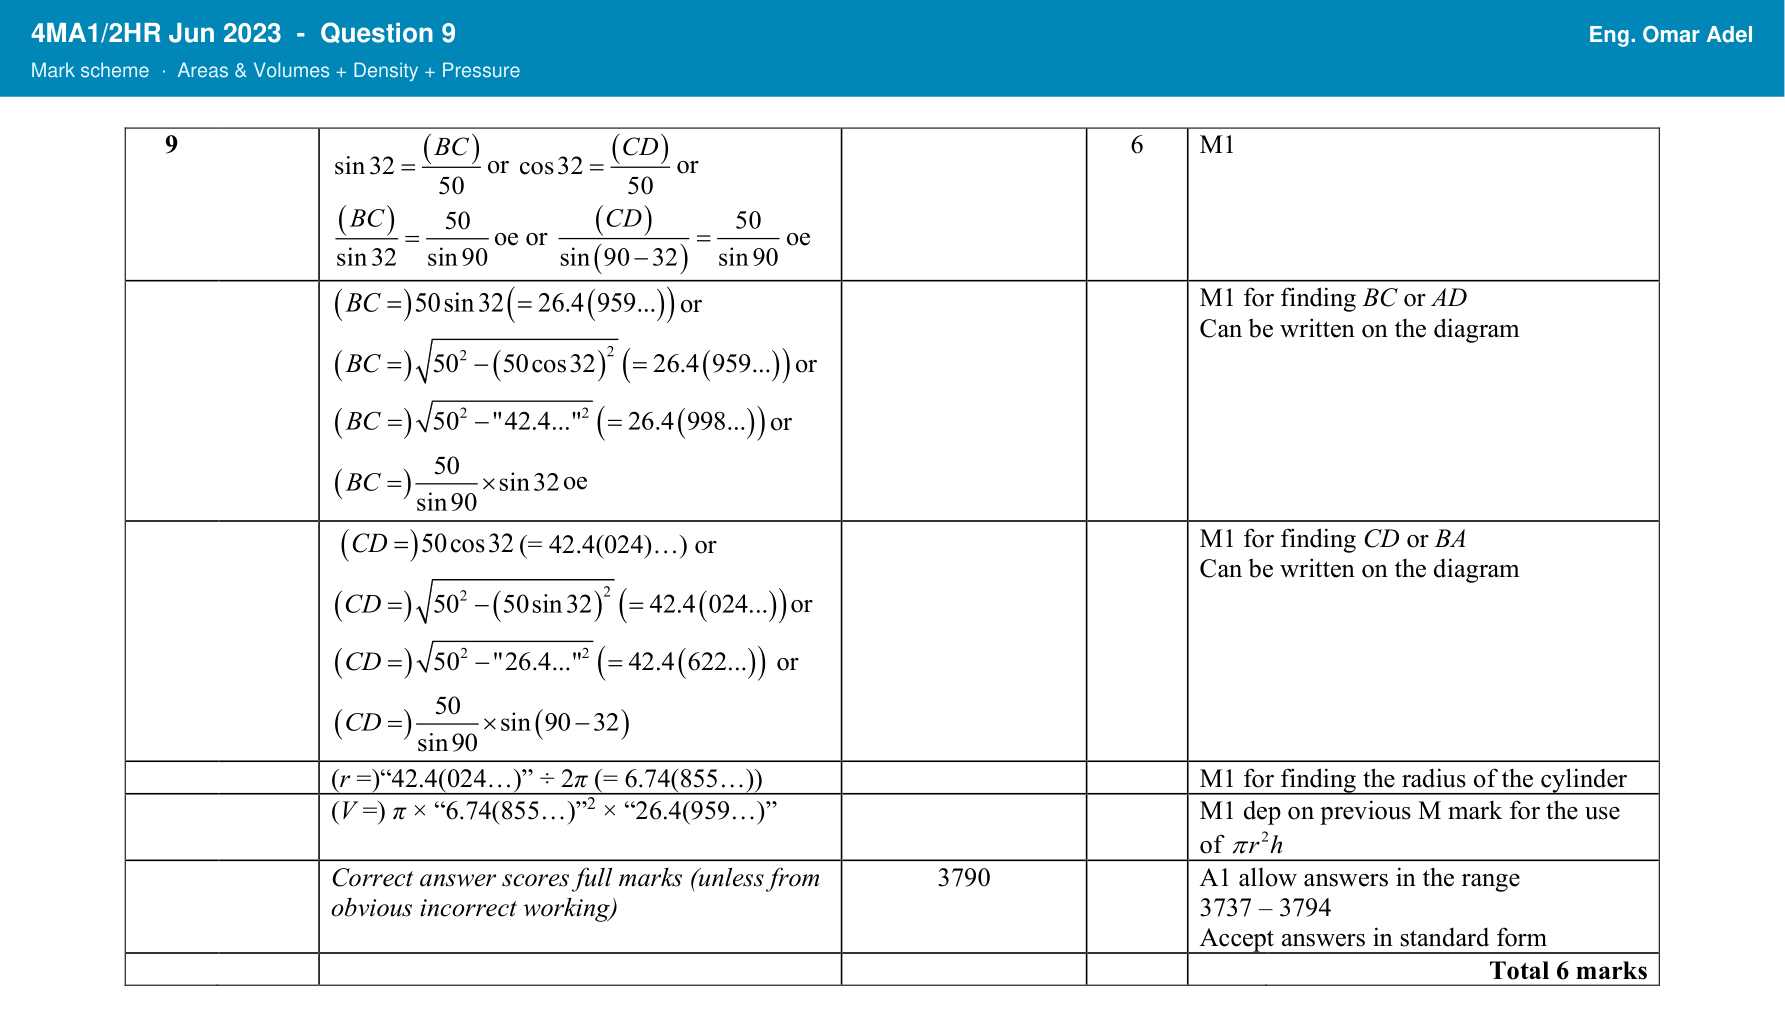 4MA1/2HR Jun 2023 - Question 9
Eng. Omar Adel
Mark scheme · Areas & Volumes + Density + Pressure
9
sin 32 = (BC)/50 or cos 32 = (CD)/50 or
(BC)/sin 32 = 50/sin 90 oe or (CD)/sin(90 – 32) = 50/sin 90 oe
6
M1
(BC =) 50 sin 32 (= 26.4(959...)) or
(BC =) √(50² – (50 cos 32)²) (= 26.4(959...)) or
(BC =) √(50² – "42.4..."²) (= 26.4(998...)) or
(BC =) 50/sin 90 × sin 32 oe
M1 for finding BC or AD
Can be written on the diagram
(CD =) 50 cos 32 (= 42.4(024)…) or
(CD =) √(50² – (50 sin 32)²) (= 42.4(024...)) or
(CD =) √(50² – "26.4..."²) (= 42.4(622...)) or
(CD =) 50/sin 90 × sin(90 – 32)
M1 for finding CD or BA
Can be written on the diagram
(r =)“42.4(024…)” ÷ 2π (= 6.74(855…))
M1 for finding the radius of the cylinder
(V =) π × “6.74(855…)”² × “26.4(959…)”
M1 dep on previous M mark for the use
of πr²h
Correct answer scores full marks (unless from
obvious incorrect working)
3790
A1 allow answers in the range
3737 – 3794
Accept answers in standard form
Total 6 marks